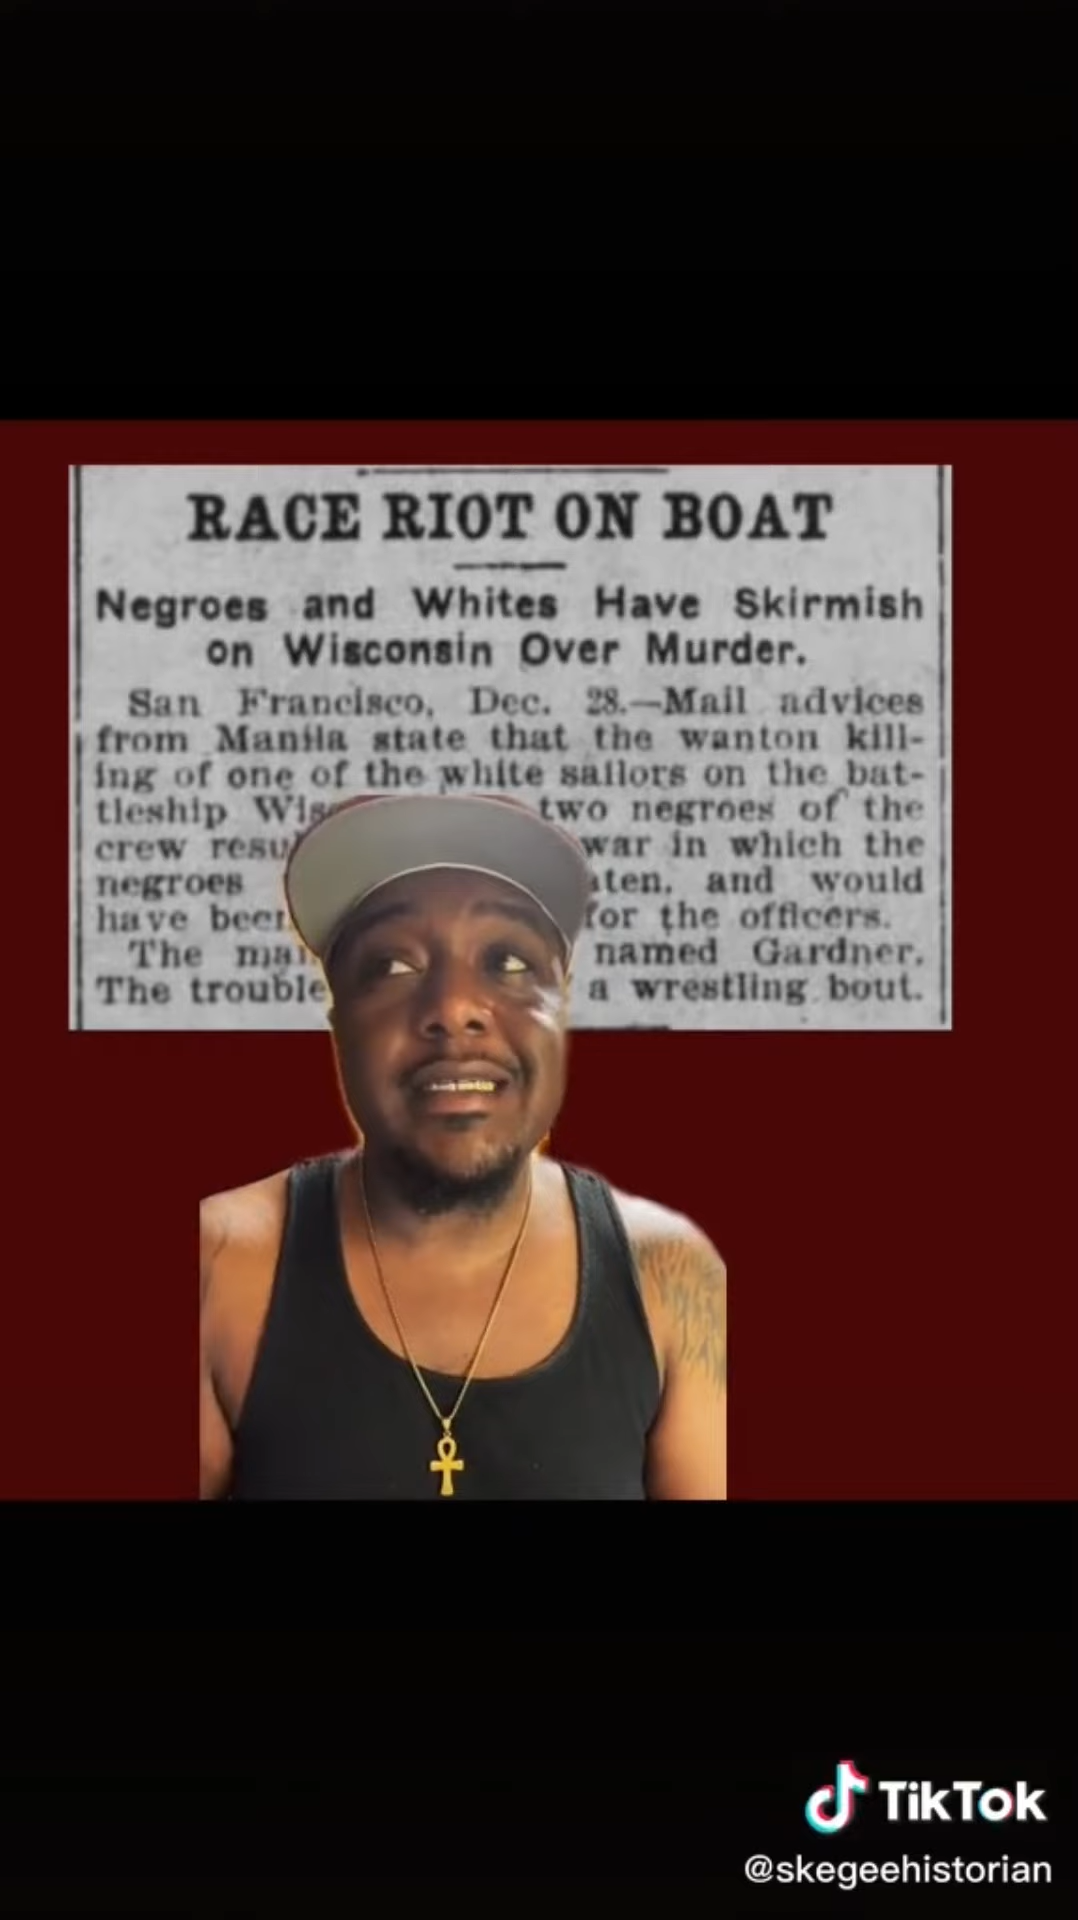 RACE RIOT ON BOAT
Negroes and Whites Have Skirmish
on Wisconsin Over Murder.
San Francisco, Dec. 28.—Mail advices
from Manila state that the wanton kill-
ing of one of the white sailors on the bat-
tleship two negroes of the
crew war in which the
negroes and would
have for the officers.
The named Gardner.
The trouble a wrestling bout.
TikTok
@skegeehistorian